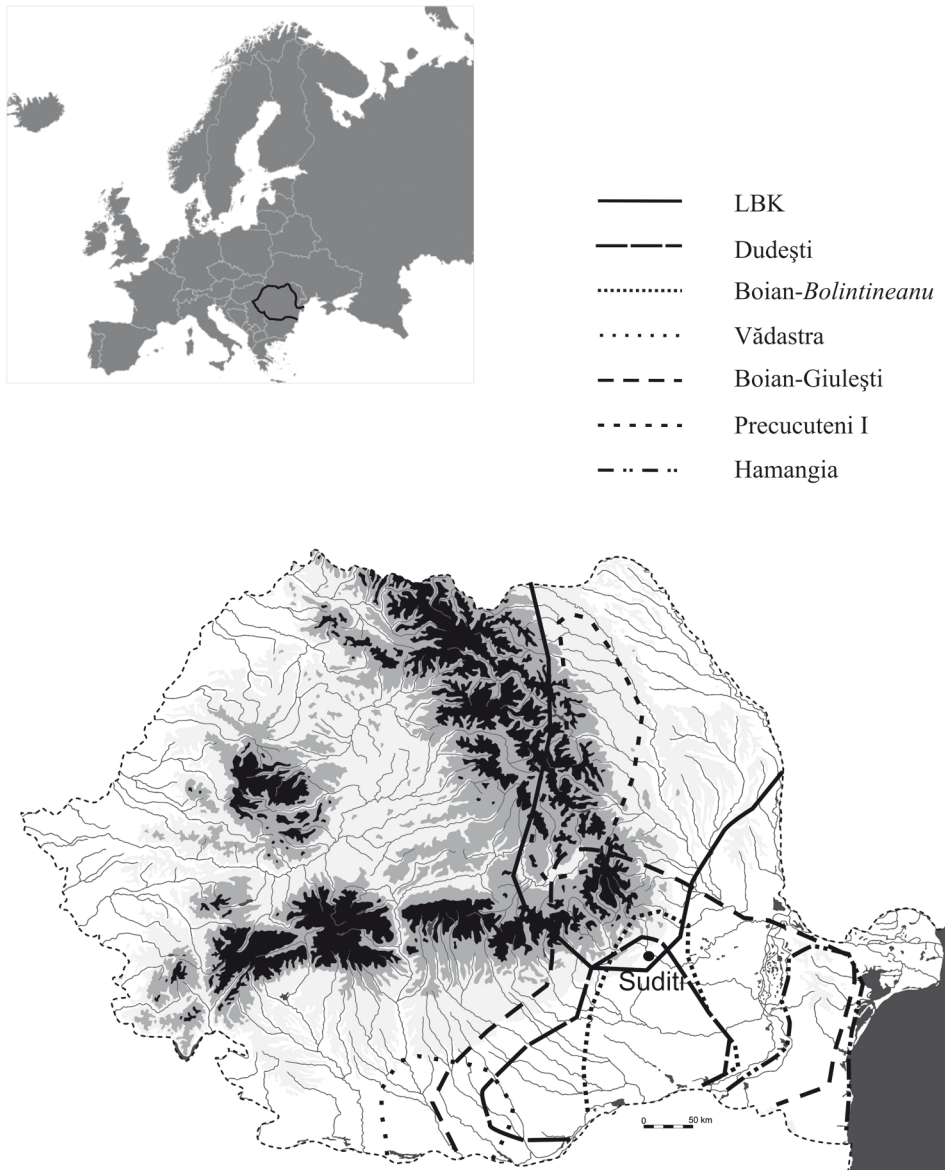 LBK
Dudeşti
Boian-Bolintineanu
Vădastra
Boian-Giuleşti
Precucuteni I
Hamangia
Suditi
0 50 km